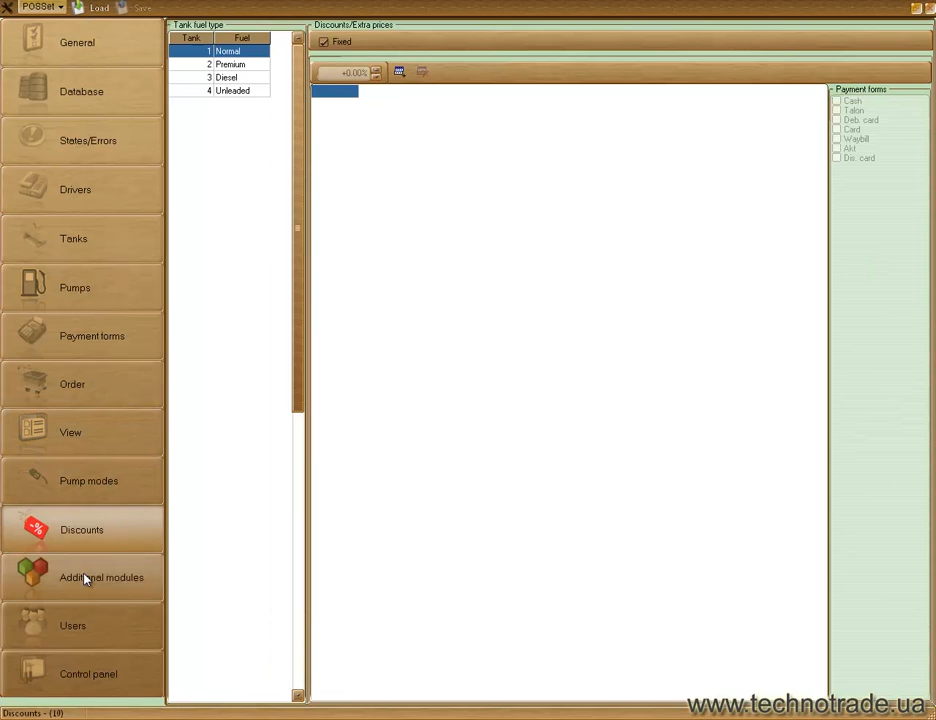 POSSet Load Save
General
Database
States/Errors
Drivers
Tanks
Pumps
Payment forms
Order
View
Pump modes
Discounts
Additional modules
Users
Control panel
Tank fuel type
Tank Fuel
1 Normal
2 Premium
3 Diesel
4 Unleaded
Discounts/Extra prices
Fixed
+0.00%
Payment forms
Cash
Talon
Deb. card
Card
Waybill
Akt
Dis. card
Discounts - (10)
www.technotrade.ua